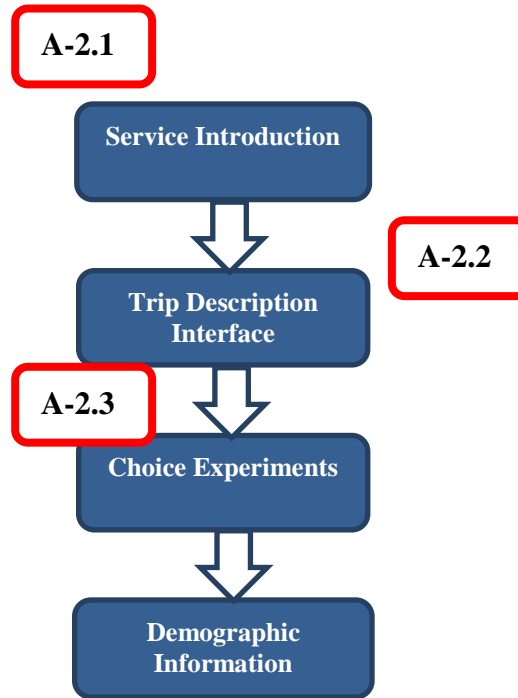 A-2.1
Service Introduction
A-2.2
Trip Description
Interface
A-2.3
Choice Experiments
Demographic
Information